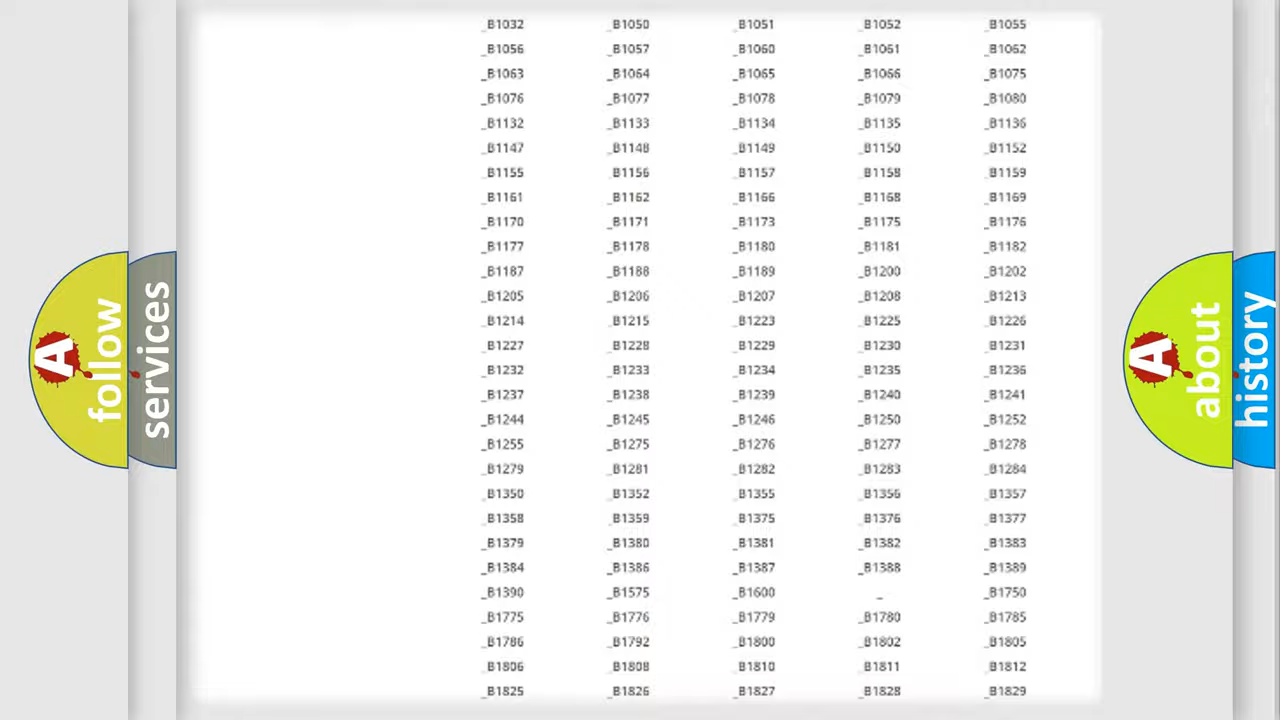 _B1032 _B1050 _B1051 _B1052 _B1055
_B1056 _B1057 _B1060 _B1061 _B1062
_B1063 _B1064 _B1065 _B1066 _B1075
_B1076 _B1077 _B1078 _B1079 _B1080
_B1132 _B1133 _B1134 _B1135 _B1136
_B1147 _B1148 _B1149 _B1150 _B1152
_B1155 _B1156 _B1157 _B1158 _B1159
_B1161 _B1162 _B1166 _B1168 _B1169
_B1170 _B1171 _B1173 _B1175 _B1176
_B1177 _B1178 _B1180 _B1181 _B1182
_B1187 _B1188 _B1189 _B1200 _B1202
_B1205 _B1206 _B1207 _B1208 _B1213
_B1214 _B1215 _B1223 _B1225 _B1226
_B1227 _B1228 _B1229 _B1230 _B1231
_B1232 _B1233 _B1234 _B1235 _B1236
_B1237 _B1238 _B1239 _B1240 _B1241
_B1244 _B1245 _B1246 _B1250 _B1252
_B1255 _B1275 _B1276 _B1277 _B1278
_B1279 _B1281 _B1282 _B1283 _B1284
_B1350 _B1352 _B1355 _B1356 _B1357
_B1358 _B1359 _B1375 _B1376 _B1377
_B1379 _B1380 _B1381 _B1382 _B1383
_B1384 _B1386 _B1387 _B1388 _B1389
_B1390 _B1575 _B1600 _ _B1750
_B1775 _B1776 _B1779 _B1780 _B1785
_B1786 _B1792 _B1800 _B1802 _B1805
_B1806 _B1808 _B1810 _B1811 _B1812
_B1825 _B1826 _B1827 _B1828 _B1829
A
follow
services
A
about
history